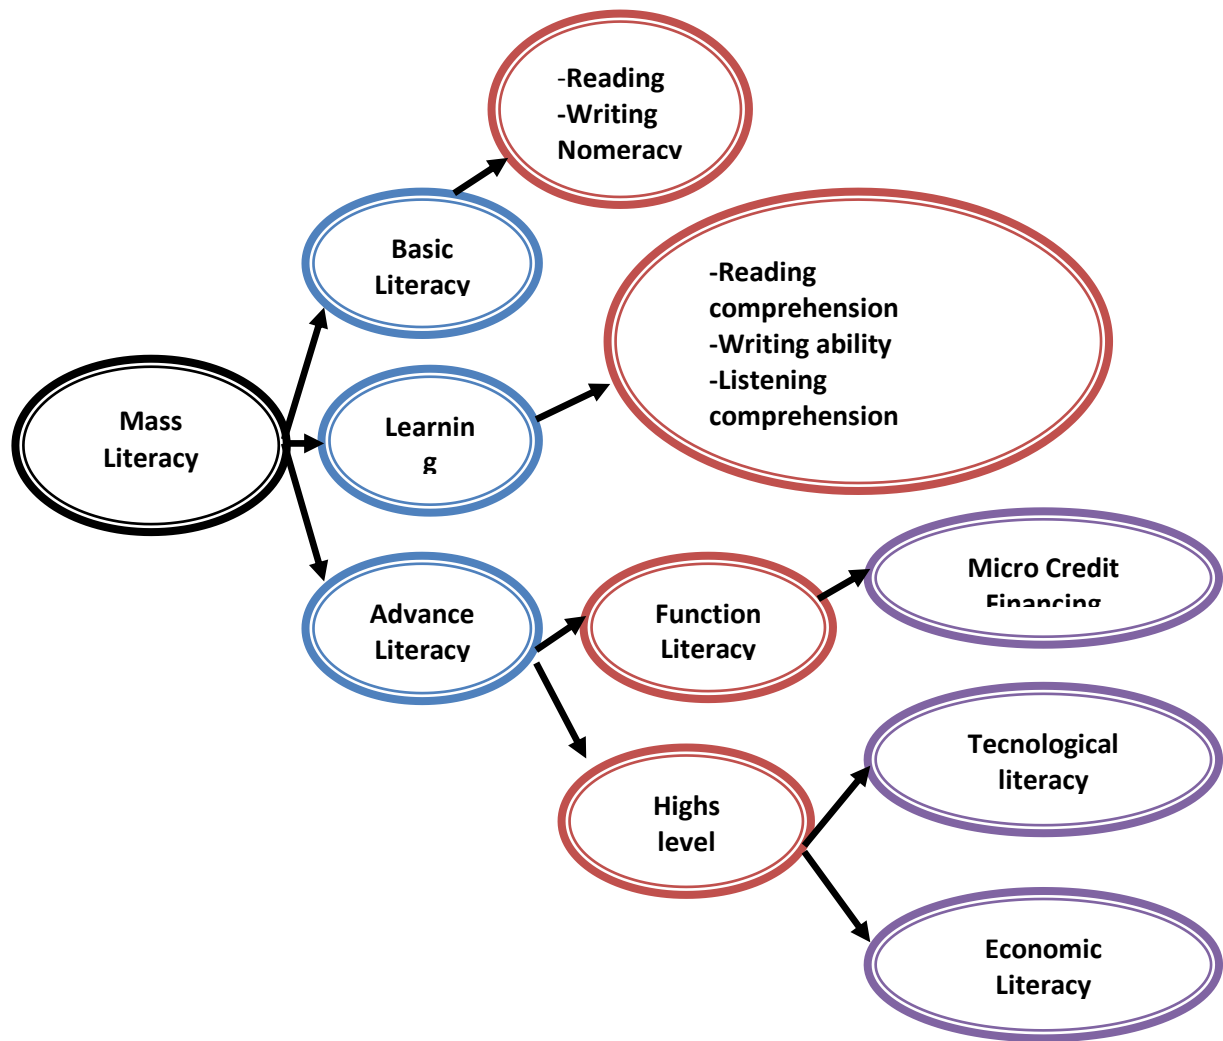 -Reading
-Writing
Nomeracy
Basic
Literacy
-Reading
comprehension
-Writing ability
-Listening
comprehension
Mass
Literacy
Learnin
g
Advance
Literacy
Function
Literacy
Micro Credit
Financing
Tecnological
literacy
Highs
level
Economic
Literacy